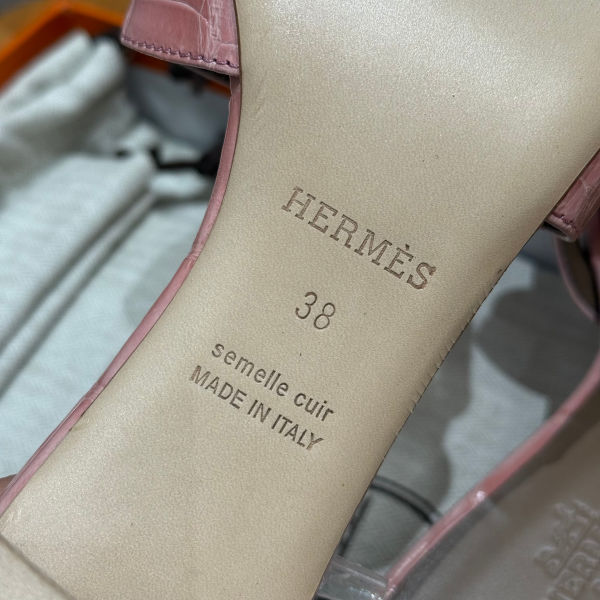 HERMÈS
38
semelle cuir
MADE IN ITALY